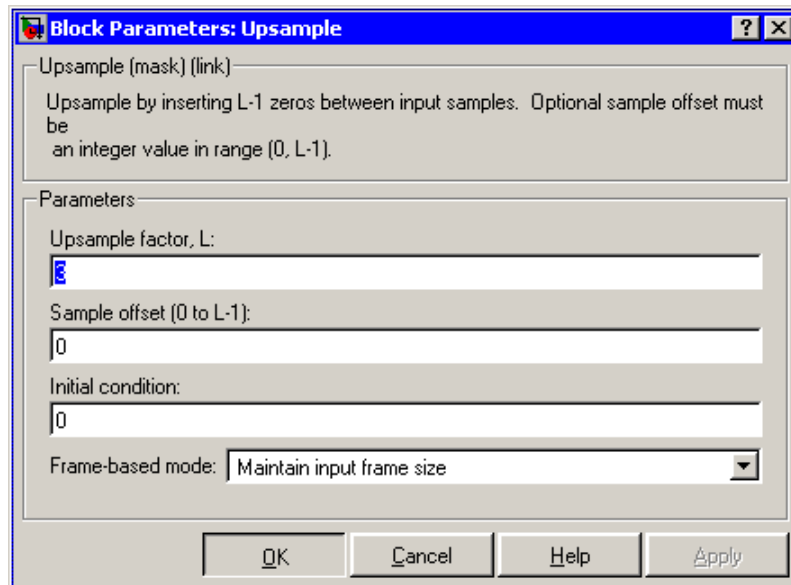 Block Parameters: Upsample
Upsample (mask) (link)
Upsample by inserting L-1 zeros between input samples. Optional sample offset must
be
an integer value in range (0, L-1).
Parameters
Upsample factor, L:
3
Sample offset (0 to L-1):
0
Initial condition:
0
Frame-based mode: Maintain input frame size
OK Cancel Help Apply